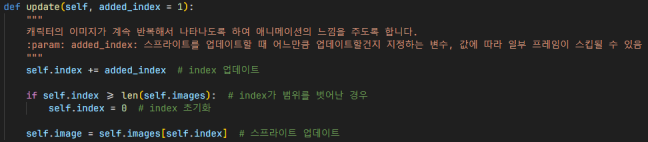 def update(self, added_index = 1):
"""
캐릭터의 이미지가 계속 반복해서 나타나도록 하여 애니메이션의 느낌을 주도록 합니다.
:param: added_index: 스프라이트를 업데이트할 때 어느만큼 업데이트할건지 지정하는 변수, 값에 따라 일부 프레임이 스킵될 수 있음
"""
self.index += added_index  # index 업데이트
if self.index >= len(self.images):  # index가 범위를 벗어난 경우
self.index = 0  # index 초기화
self.image = self.images[self.index]  # 스프라이트 업데이트